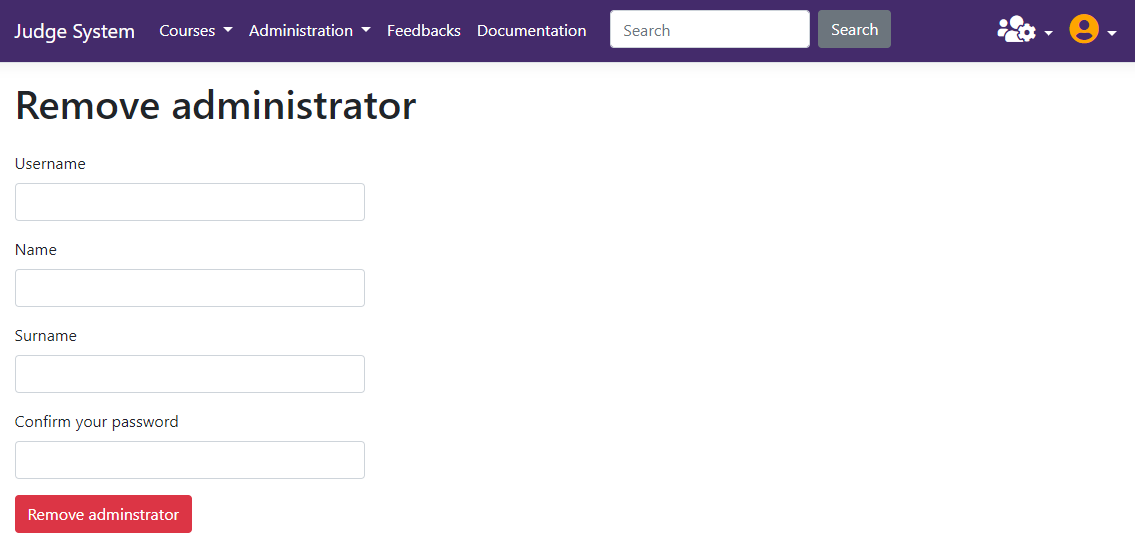 Judge System Courses Administration Feedbacks Documentation Search Search
Remove administrator
Username
Name
Surname
Confirm your password
Remove adminstrator